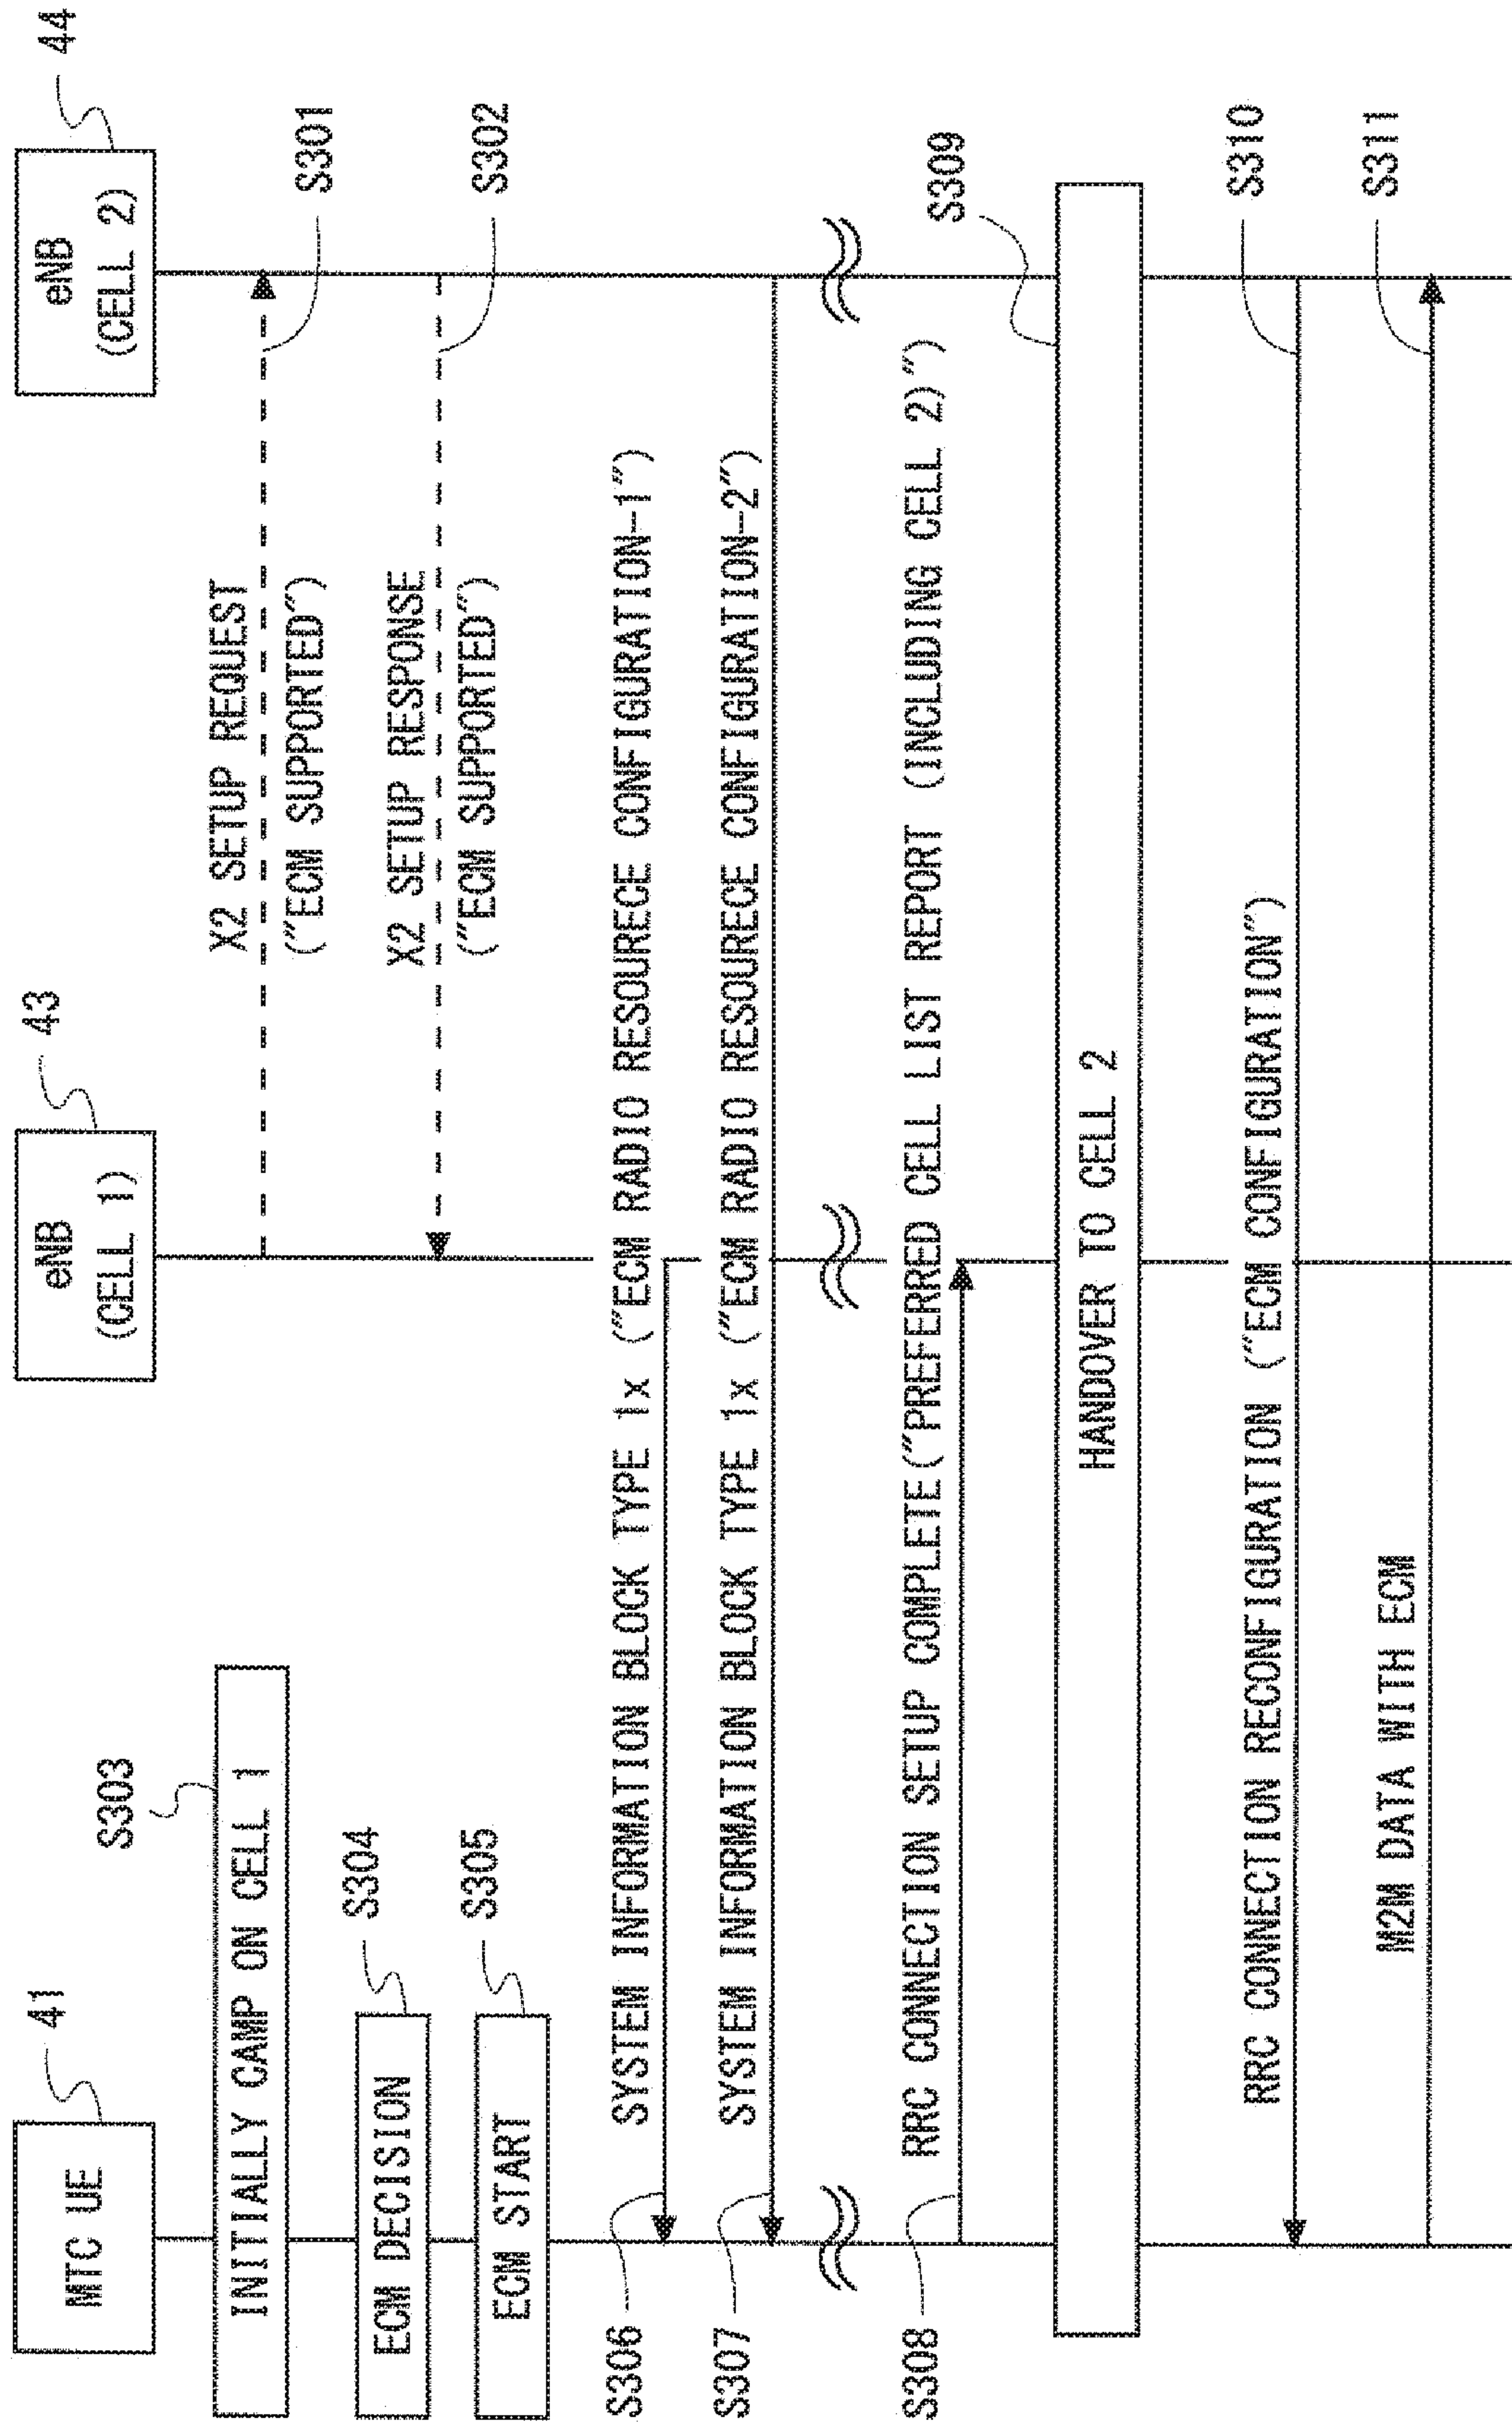 MTC UE
41
eNB
(CELL 1)
43
eNB
(CELL 2)
44
X2 SETUP REQUEST
("ECM SUPPORTED")
S301
X2 SETUP RESPONSE
("ECM SUPPORTED")
S302
S303
INITIALLY CAMP ON CELL 1
ECM DECISION
S304
ECM START
S305
S306
SYSTEM INFORMATION BLOCK TYPE 1x ("ECM RADIO RESOURECE CONFIGURATION-1")
S307
SYSTEM INFORMATION BLOCK TYPE 1x ("ECM RADIO RESOURECE CONFIGURATION-2")
S308
RRC CONNECTION SETUP COMPLETE("PREFERRED CELL LIST REPORT (INCLUDING CELL 2)")
HANDOVER TO CELL 2
S309
RRC CONNECTION RECONFIGURATION ("ECM CONFIGURATION")
S310
M2M DATA WITH ECM
S311